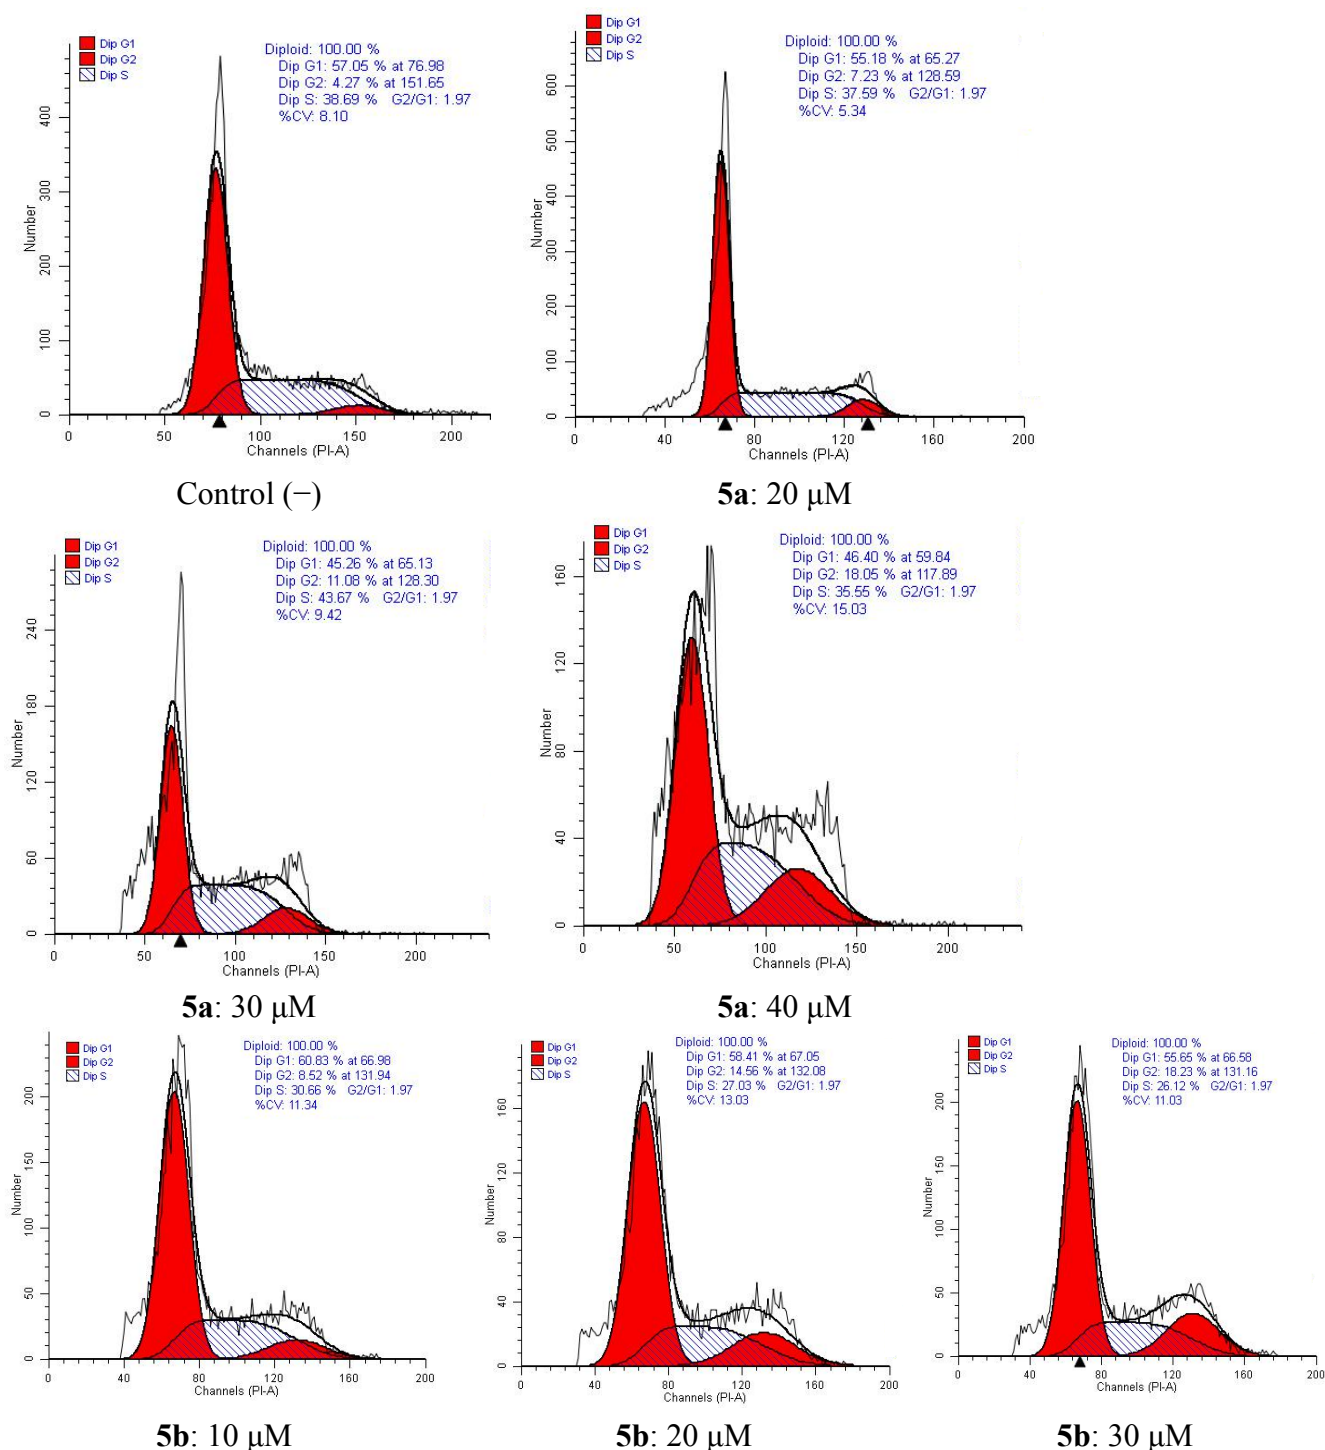 Dip G1
Dip G2
Dip S
Diploid: 100.00 %
Dip G1: 57.05 % at 76.98
Dip G2: 4.27 % at 151.65
Dip S: 38.69 % G2/G1: 1.97
%CV: 8.10
Number
400
300
200
100
0
0 50 100 150 200
Channels (PI-A)
Control (−)
Dip G1
Dip G2
Dip S
Diploid: 100.00 %
Dip G1: 55.18 % at 65.27
Dip G2: 7.23 % at 128.59
Dip S: 37.59 % G2/G1: 1.97
%CV: 5.34
Number
600
500
400
300
200
100
0
0 40 80 120 160 200
Channels (PI-A)
5a: 20 μM
Dip G1
Dip G2
Dip S
Diploid: 100.00 %
Dip G1: 45.26 % at 65.13
Dip G2: 11.08 % at 128.30
Dip S: 43.67 % G2/G1: 1.97
%CV: 9.42
Number
240
180
120
60
0
0 50 100 150 200
Channels (PI-A)
5a: 30 μM
Dip G1
Dip G2
Dip S
Diploid: 100.00 %
Dip G1: 46.40 % at 59.84
Dip G2: 18.05 % at 117.89
Dip S: 35.55 % G2/G1: 1.97
%CV: 15.03
Number
160
120
80
40
0
0 50 100 150 200
Channels (PI-A)
5a: 40 μM
Dip G1
Dip G2
Dip S
Diploid: 100.00 %
Dip G1: 60.83 % at 66.98
Dip G2: 8.52 % at 131.94
Dip S: 30.66 % G2/G1: 1.97
%CV: 11.34
Number
200
150
100
50
0
0 40 80 120 160 200
Channels (PI-A)
5b: 10 μM
Dip G1
Dip G2
Dip S
Diploid: 100.00 %
Dip G1: 58.41 % at 67.05
Dip G2: 14.56 % at 132.08
Dip S: 27.03 % G2/G1: 1.97
%CV: 13.03
Number
160
120
80
40
0
0 40 80 120 160 200
Channels (PI-A)
5b: 20 μM
Dip G1
Dip G2
Dip S
Diploid: 100.00 %
Dip G1: 55.65 % at 66.58
Dip G2: 18.23 % at 131.16
Dip S: 26.12 % G2/G1: 1.97
%CV: 11.03
Number
200
150
100
50
0
0 40 80 120 160 200
Channels (PI-A)
5b: 30 μM